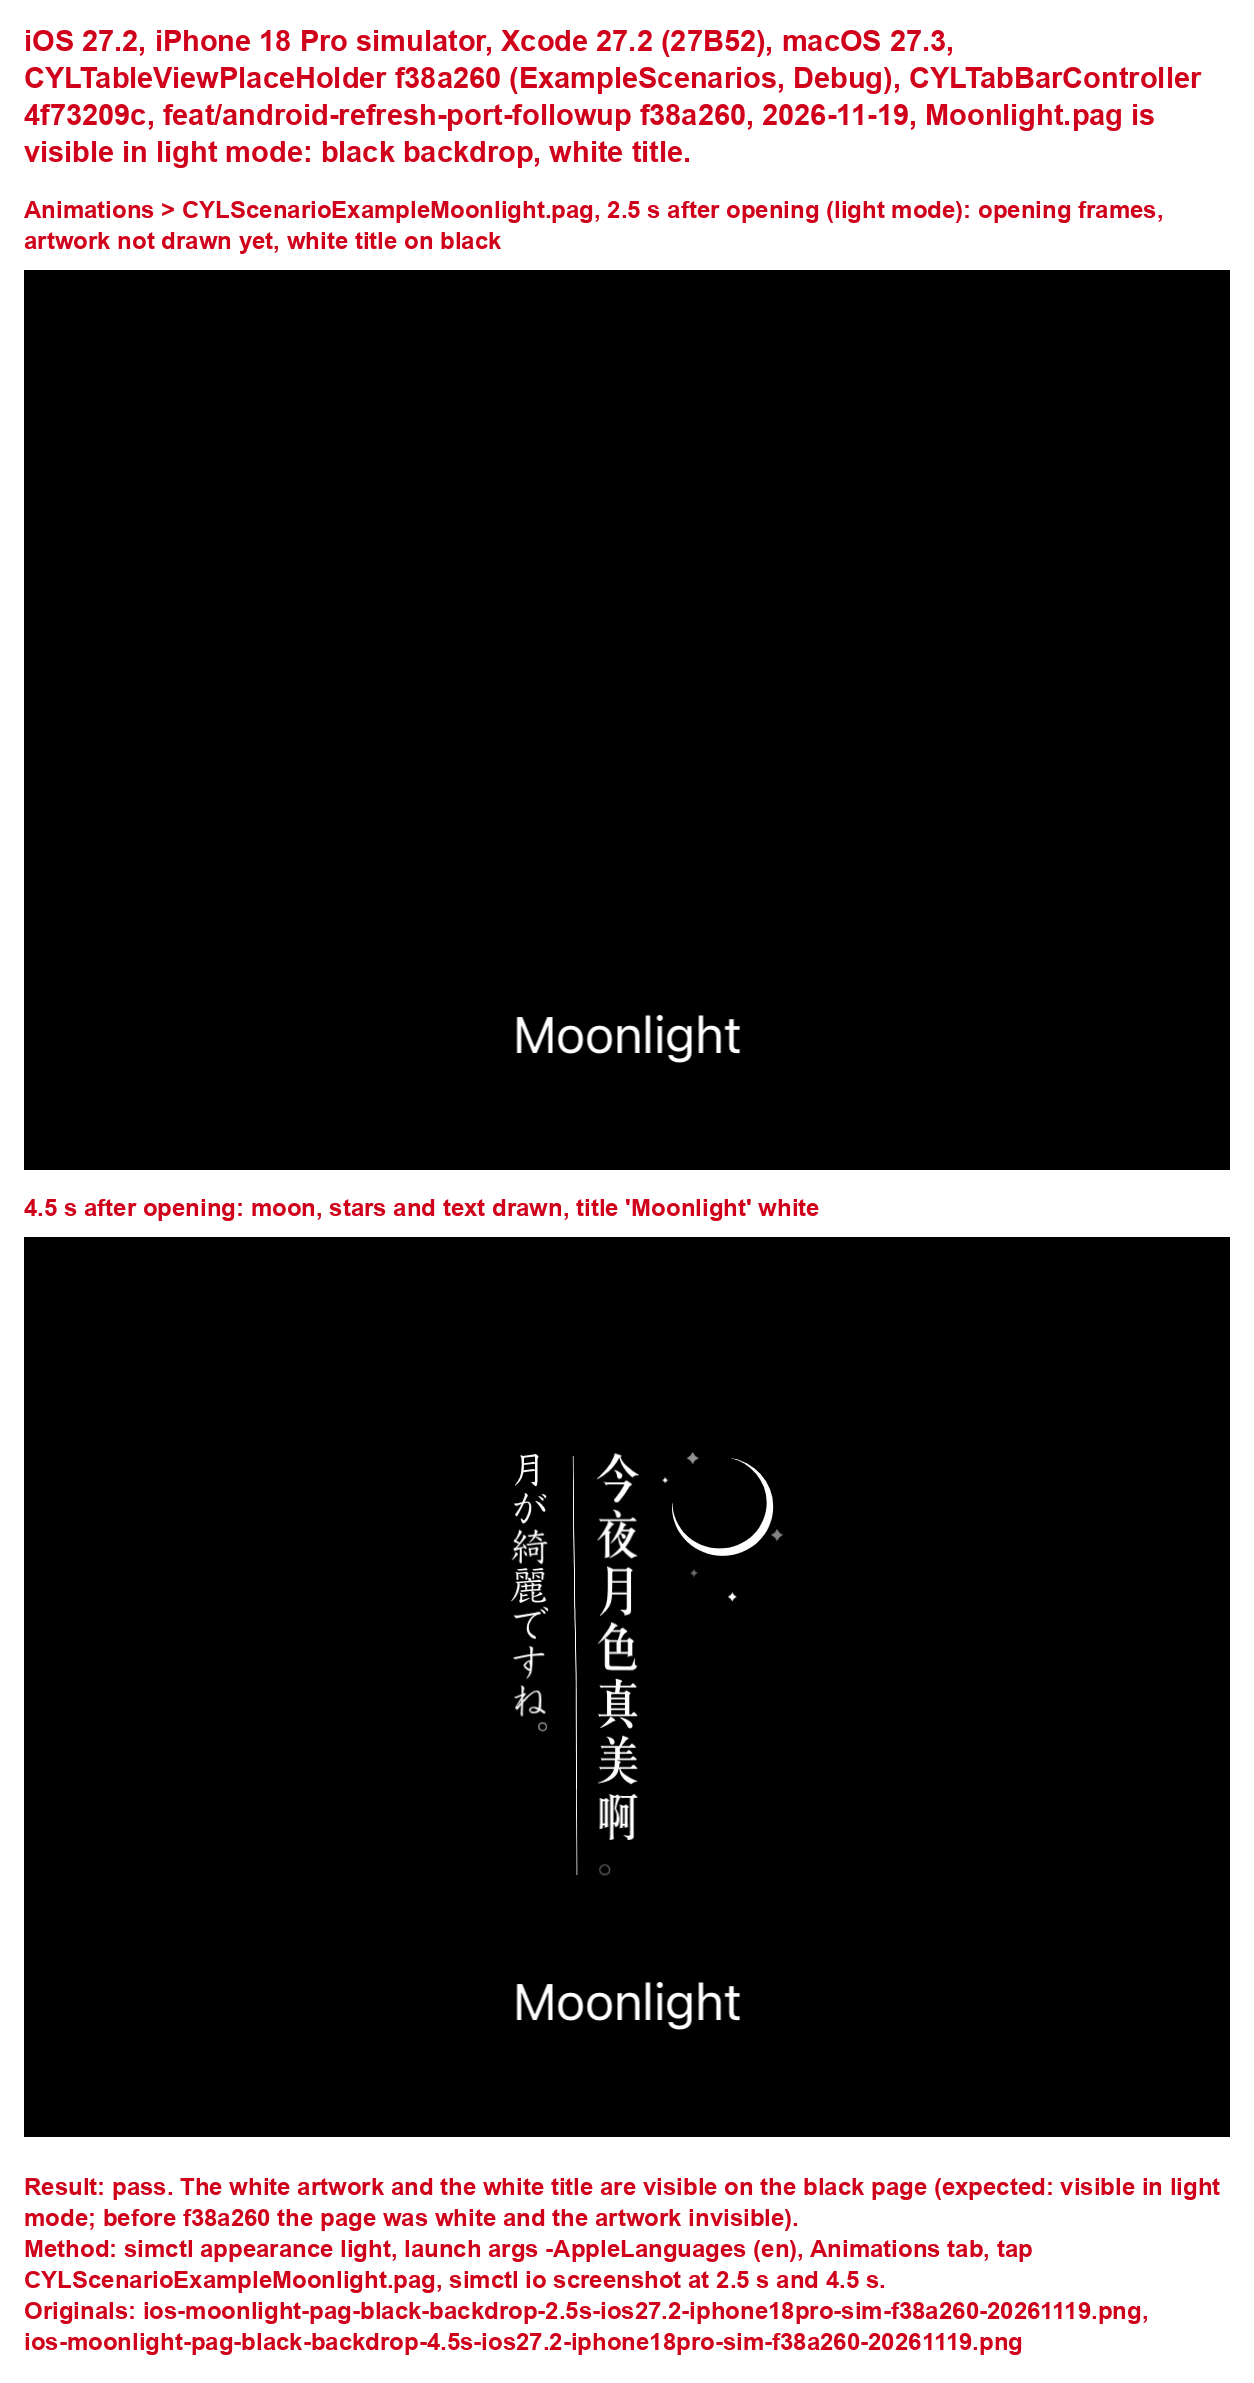 iOS 27.2, iPhone 18 Pro simulator, Xcode 27.2 (27B52), macOS 27.3,
CYLTableViewPlaceHolder f38a260 (ExampleScenarios, Debug), CYLTabBarController
4f73209c, feat/android-refresh-port-followup f38a260, 2026-11-19, Moonlight.pag is
visible in light mode: black backdrop, white title.
Animations > CYLScenarioExampleMoonlight.pag, 2.5 s after opening (light mode): opening frames,
artwork not drawn yet, white title on black
Moonlight
4.5 s after opening: moon, stars and text drawn, title 'Moonlight' white
今夜月色真美啊。
月が綺麗ですね。
Moonlight
Result: pass. The white artwork and the white title are visible on the black page (expected: visible in light
mode; before f38a260 the page was white and the artwork invisible).
Method: simctl appearance light, launch args -AppleLanguages (en), Animations tab, tap
CYLScenarioExampleMoonlight.pag, simctl io screenshot at 2.5 s and 4.5 s.
Originals: ios-moonlight-pag-black-backdrop-2.5s-ios27.2-iphone18pro-sim-f38a260-20261119.png,
ios-moonlight-pag-black-backdrop-4.5s-ios27.2-iphone18pro-sim-f38a260-20261119.png